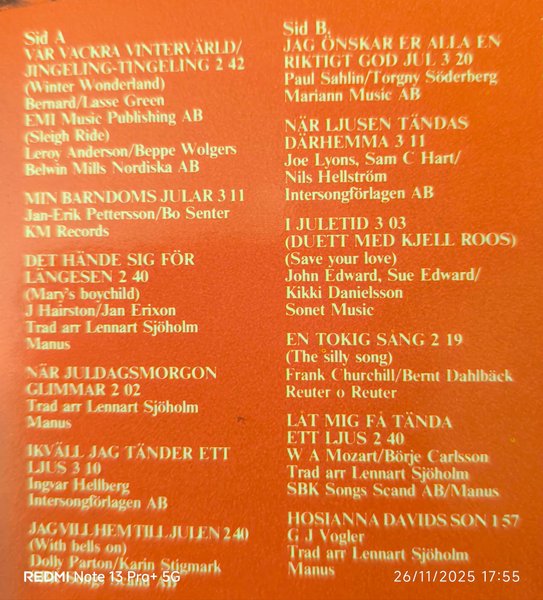 Sid A
VÅR VACKRA VINTERVÄRLD/
JINGELING-TINGELING 2 42
(Winter Wonderland)
Bernard/Lasse Green
EMI Music Publishing AB
(Sleigh Ride)
Leroy Anderson/Beppe Wolgers
Belwin Mills Nordiska AB
MIN BARNDOMS JULAR 3 11
Jan-Erik Pettersson/Bo Senter
KM Records
DET HÄNDE SIG FÖR
LÄNGESEN 2 40
(Mary's boychild)
J Hairston/Jan Erixon
Trad arr Lennart Sjöholm
Manus
NÄR JULDAGSMORGON
GLIMMAR 2 02
Trad arr Lennart Sjöholm
Manus
IKVÄLL JAG TÄNDER ETT
LJUS 3 10
Ingvar Hellberg
Intersongförlagen AB
JAG VILL HEM TILL JULEN 2 40
(With bells on)
Dolly Parton/Karin Stigmark
Songs Scand AB
Sid B
JAG ÖNSKAR ER ALLA EN
RIKTIGT GOD JUL 3 20
Paul Sahlin/Torgny Söderberg
Mariann Music AB
NÄR LJUSEN TÄNDAS
DÄRHEMMA 3 11
Joe Lyons, Sam C Hart/
Nils Hellström
Intersongförlagen AB
I JULETID 3 03
(DUETT MED KJELL ROOS)
(Save your love)
John Edward, Sue Edward/
Kikki Danielsson
Sonet Music
EN TOKIG SÅNG 2 19
(The silly song)
Frank Churchill/Bernt Dahlbäck
Reuter o Reuter
LÅT MIG FÅ TÄNDA
ETT LJUS 2 40
W A Mozart/Börje Carlsson
Trad arr Lennart Sjöholm
SBK Songs Scand AB/Manus
HOSIANNA DAVIDS SON 1 57
G J Vogler
Trad arr Lennart Sjöholm
Manus
REDMI Note 13 Pro+ 5G
26/11/2025 17:55